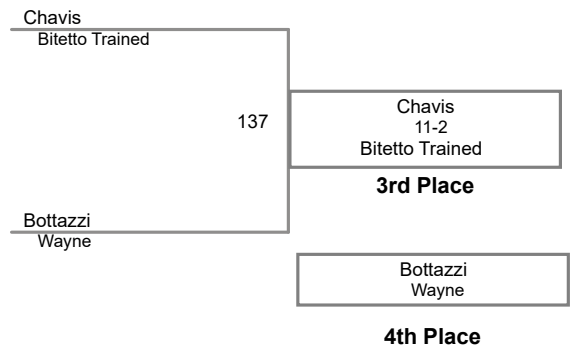 Chavis
Bitetto Trained
137
Chavis
11-2
Bitetto Trained
3rd Place
Bottazzi
Wayne
Bottazzi
Wayne
4th Place